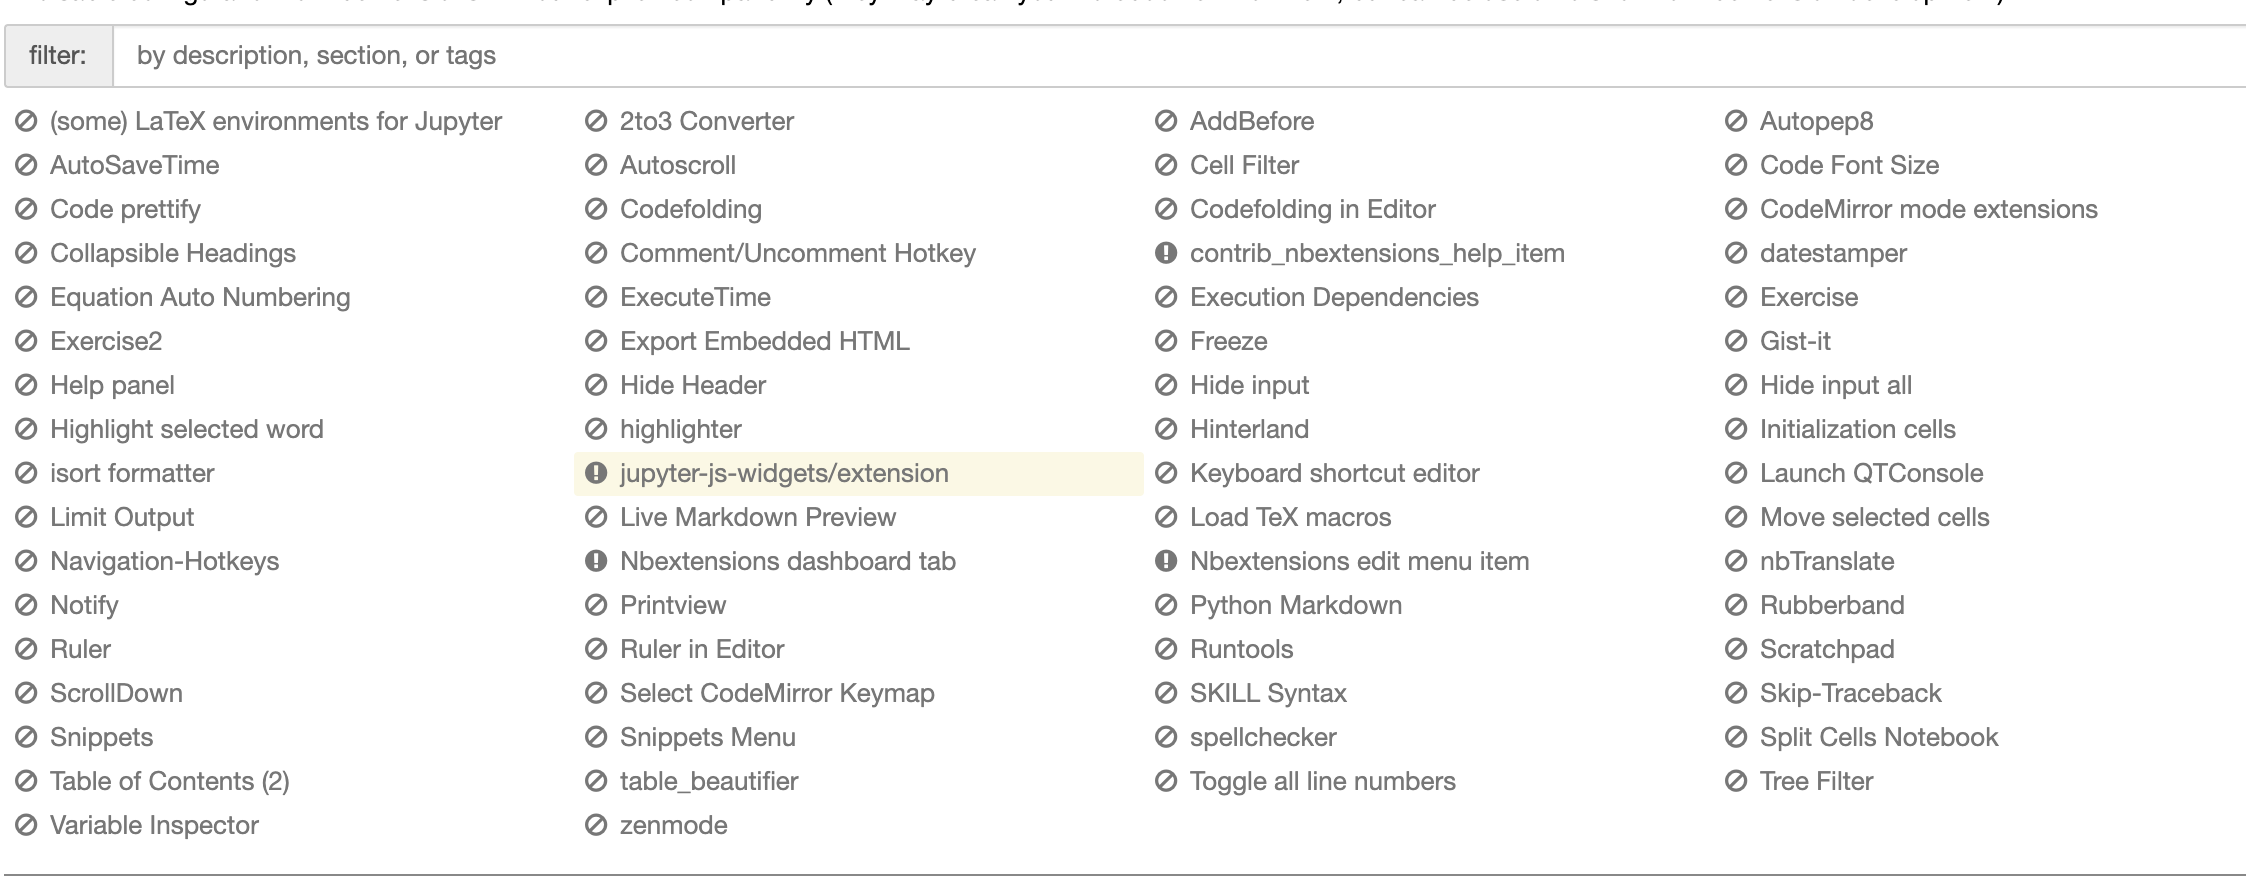 filter: by description, section, or tags
(some) LaTeX environments for Jupyter 2to3 Converter AddBefore Autopep8
AutoSaveTime Autoscroll Cell Filter Code Font Size
Code prettify Codefolding Codefolding in Editor CodeMirror mode extensions
Collapsible Headings Comment/Uncomment Hotkey contrib_nbextensions_help_item datestamper
Equation Auto Numbering ExecuteTime Execution Dependencies Exercise
Exercise2 Export Embedded HTML Freeze Gist-it
Help panel Hide Header Hide input Hide input all
Highlight selected word highlighter Hinterland Initialization cells
isort formatter jupyter-js-widgets/extension Keyboard shortcut editor Launch QTConsole
Limit Output Live Markdown Preview Load TeX macros Move selected cells
Navigation-Hotkeys Nbextensions dashboard tab Nbextensions edit menu item nbTranslate
Notify Printview Python Markdown Rubberband
Ruler Ruler in Editor Runtools Scratchpad
ScrollDown Select CodeMirror Keymap SKILL Syntax Skip-Traceback
Snippets Snippets Menu spellchecker Split Cells Notebook
Table of Contents (2) table_beautifier Toggle all line numbers Tree Filter
Variable Inspector zenmode